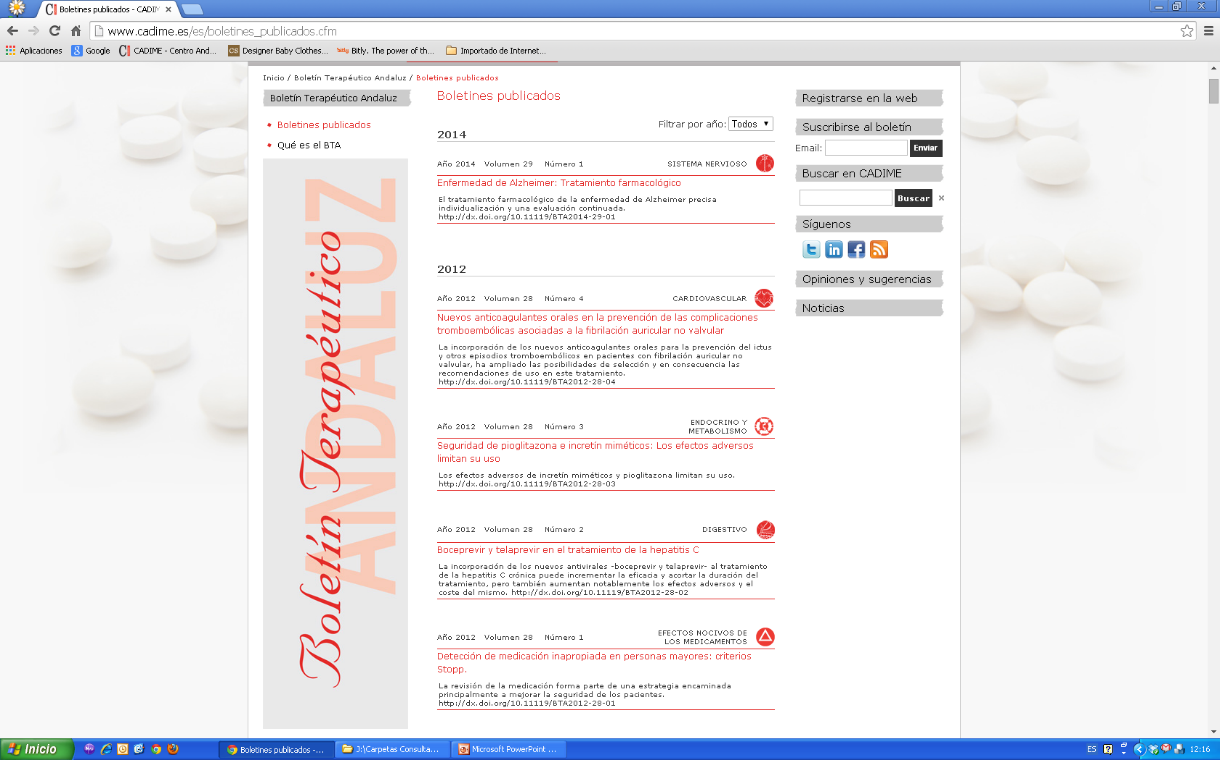 Boletines publicados - CADIM
www.cadime.es/es/boletines_publicados.cfm
Aplicaciones
Google
CADIME - Centro And...
Designer Baby Clothes...
Bitly. The power of th...
Importado de Internet...
Inicio / Boletín Terapéutico Andaluz / Boletines publicados
Boletín Terapéutico Andaluz
Boletines publicados
Qué es el BTA
ANDALUZ
Boletín Terapéutico
Boletines publicados
Filtrar por año: Todos
2014
Año 2014 Volumen 29 Número 1 SISTEMA NERVIOSO
Enfermedad de Alzheimer: Tratamiento farmacológico
El tratamiento farmacológico de la enfermedad de Alzheimer precisa
individualización y una evaluación continuada.
http://dx.doi.org/10.11119/BTA2014-29-01
2012
Año 2012 Volumen 28 Número 4 CARDIOVASCULAR
Nuevos anticoagulantes orales en la prevención de las complicaciones
tromboembólicas asociadas a la fibrilación auricular no valvular
La incorporación de los nuevos anticoagulantes orales para la prevención del ictus
y otros episodios tromboembólicos en pacientes con fibrilación auricular no
valvular, ha ampliado las posibilidades de selección y en consecuencia las
recomendaciones de uso en este tratamiento.
http://dx.doi.org/10.11119/BTA2012-28-04
Año 2012 Volumen 28 Número 3 ENDOCRINO Y
METABOLISMO
Seguridad de pioglitazona e incretín miméticos: Los efectos adversos
limitan su uso
Los efectos adversos de incretín miméticos y pioglitazona limitan su uso.
http://dx.doi.org/10.11119/BTA2012-28-03
Año 2012 Volumen 28 Número 2 DIGESTIVO
Boceprevir y telaprevir en el tratamiento de la hepatitis C
La incorporación de los nuevos antivirales -boceprevir y telaprevir- al tratamiento
de la hepatitis C crónica puede incrementar la eficacia y acortar la duración del
tratamiento, pero también aumentan notablemente los efectos adversos y el
coste del mismo. http://dx.doi.org/10.11119/BTA2012-28-02
Año 2012 Volumen 28 Número 1 EFECTOS NOCIVOS DE
LOS MEDICAMENTOS
Detección de medicación inapropiada en personas mayores: criterios
Stopp.
La revisión de la medicación forma parte de una estrategia encaminada
principalmente a mejorar la seguridad de los pacientes.
http://dx.doi.org/10.11119/BTA2012-28-01
Registrarse en la web
Suscribirse al boletín
Email: Enviar
Buscar en CADIME
Buscar
Síguenos
Opiniones y sugerencias
Noticias
Inicio
Boletines publicados -...
J:\Carpetas Consulta...
Microsoft PowerPoint ...
ES
12:16